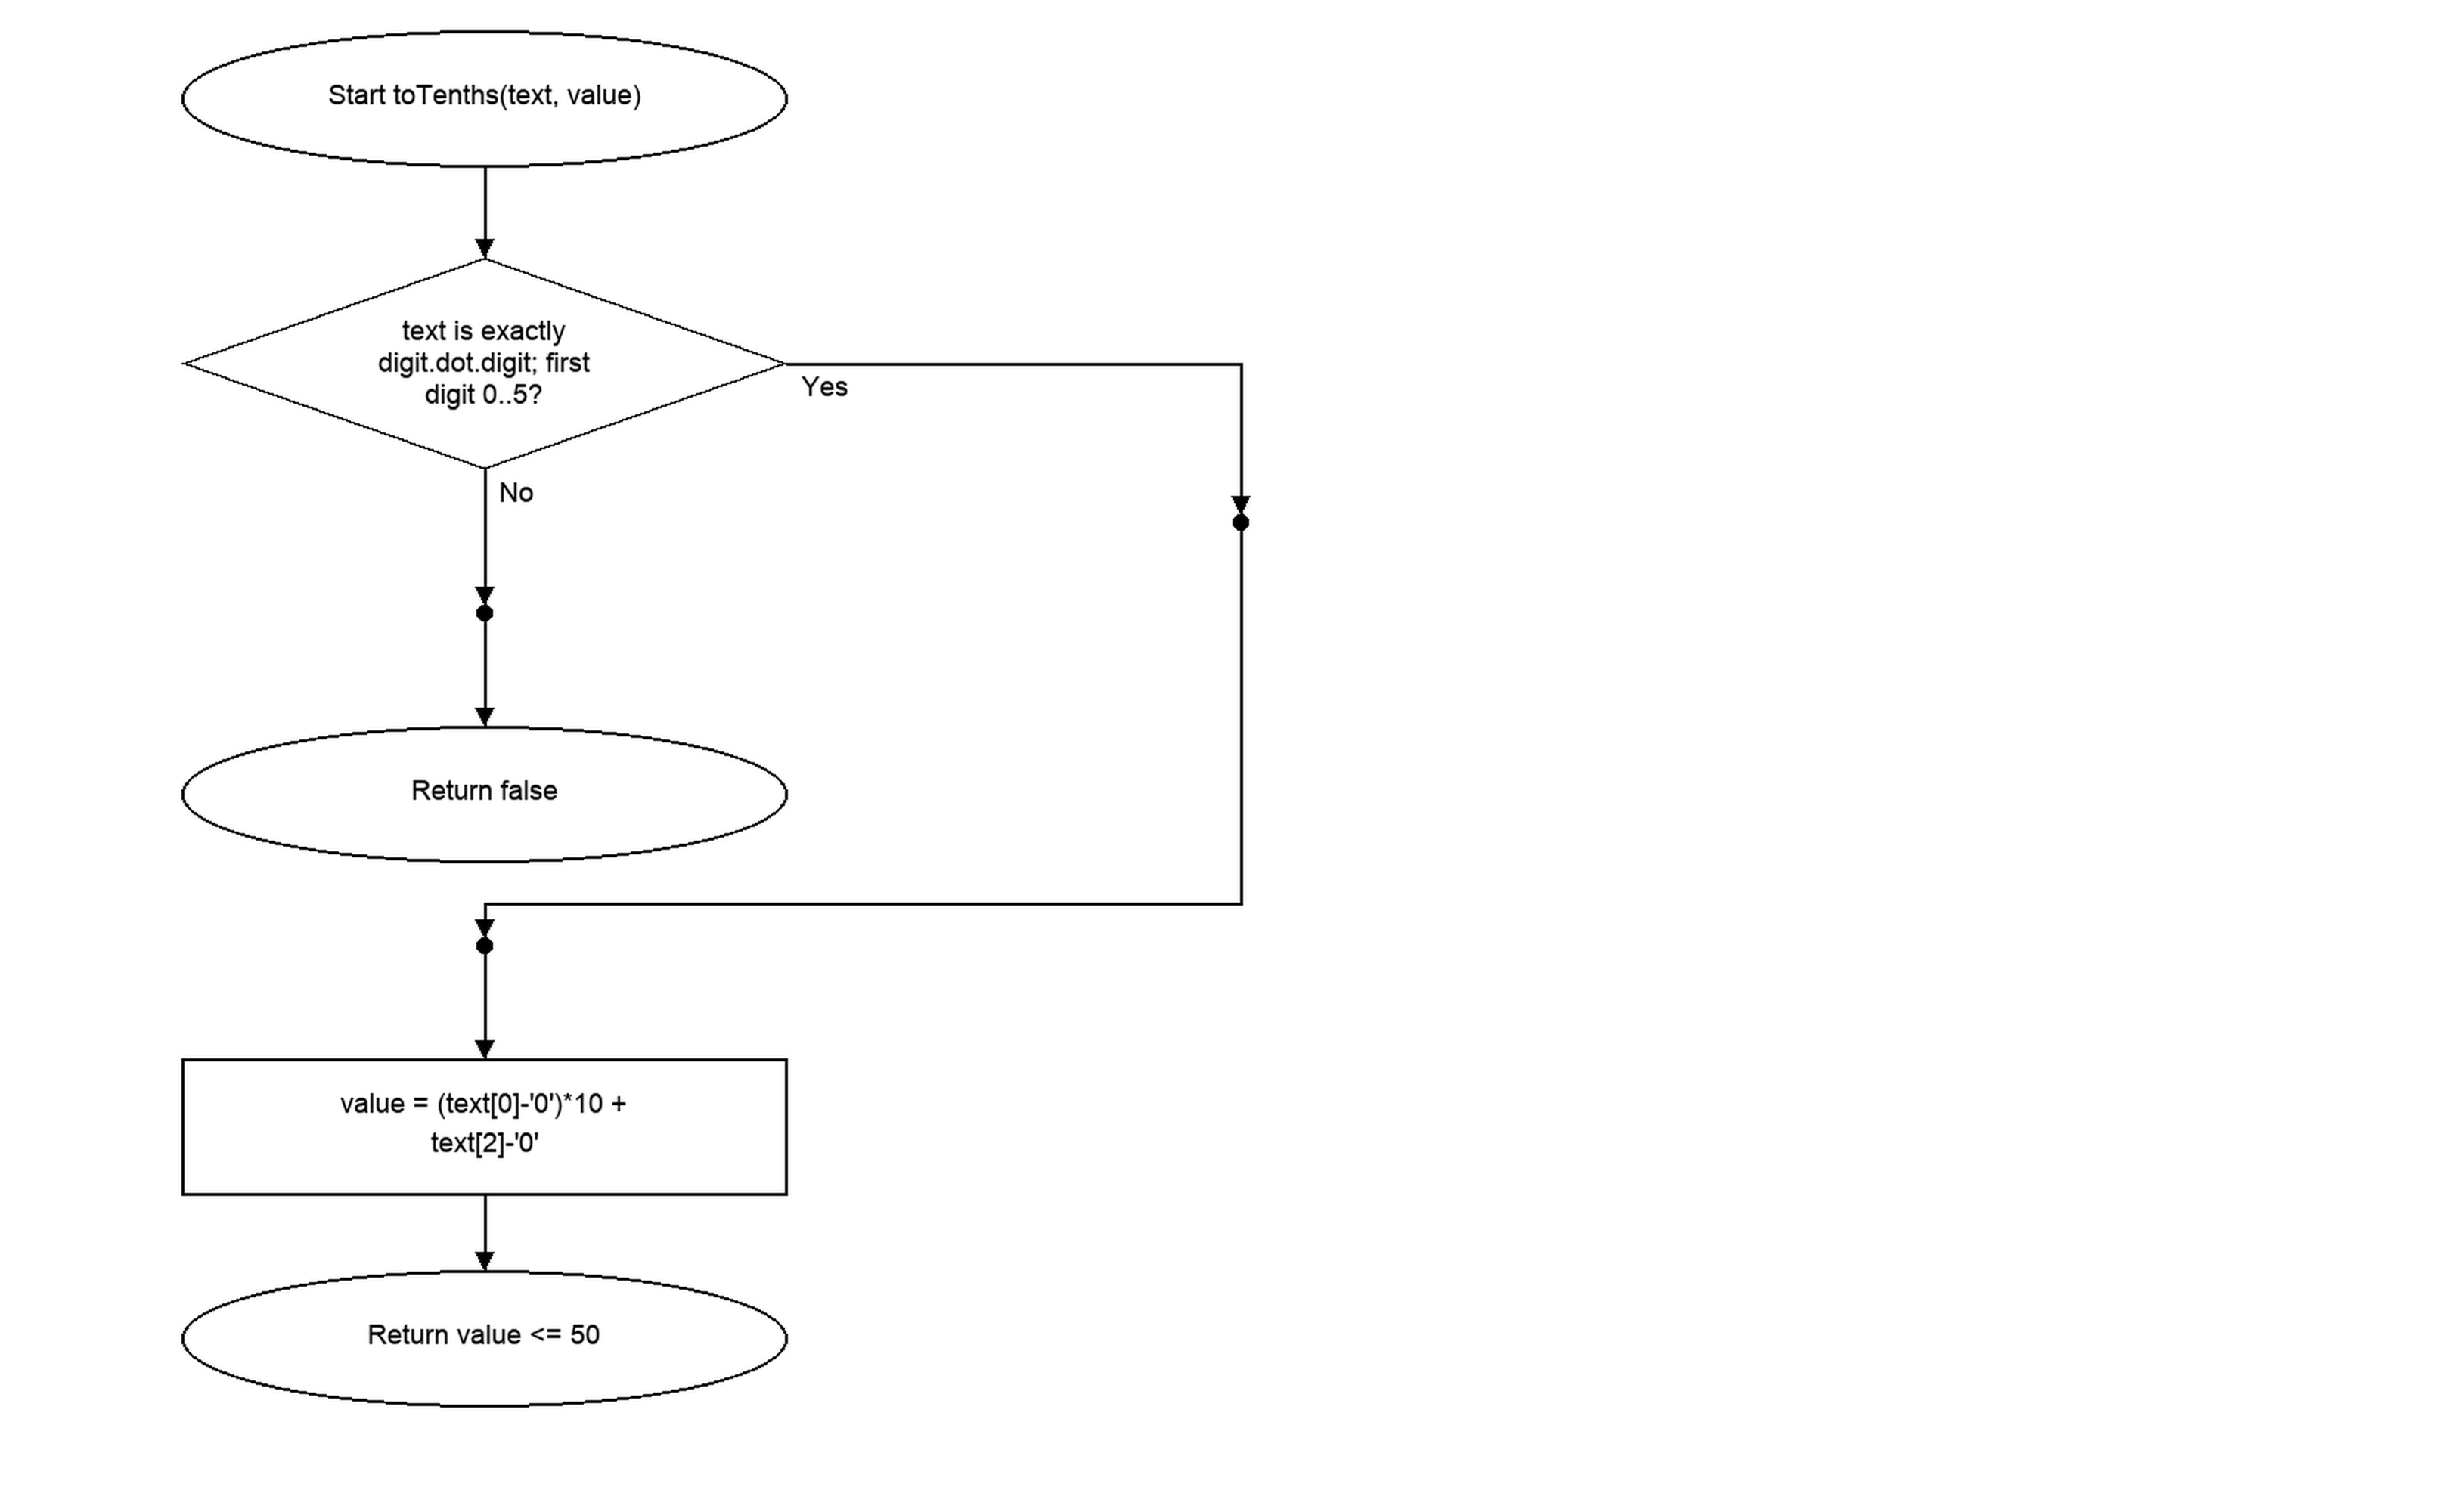 Start toTenths(text, value)
text is exactly
digit.dot.digit; first
digit 0..5?
Yes
No
Return false
value = (text[0]-'0')*10 +
text[2]-'0'
Return value <= 50